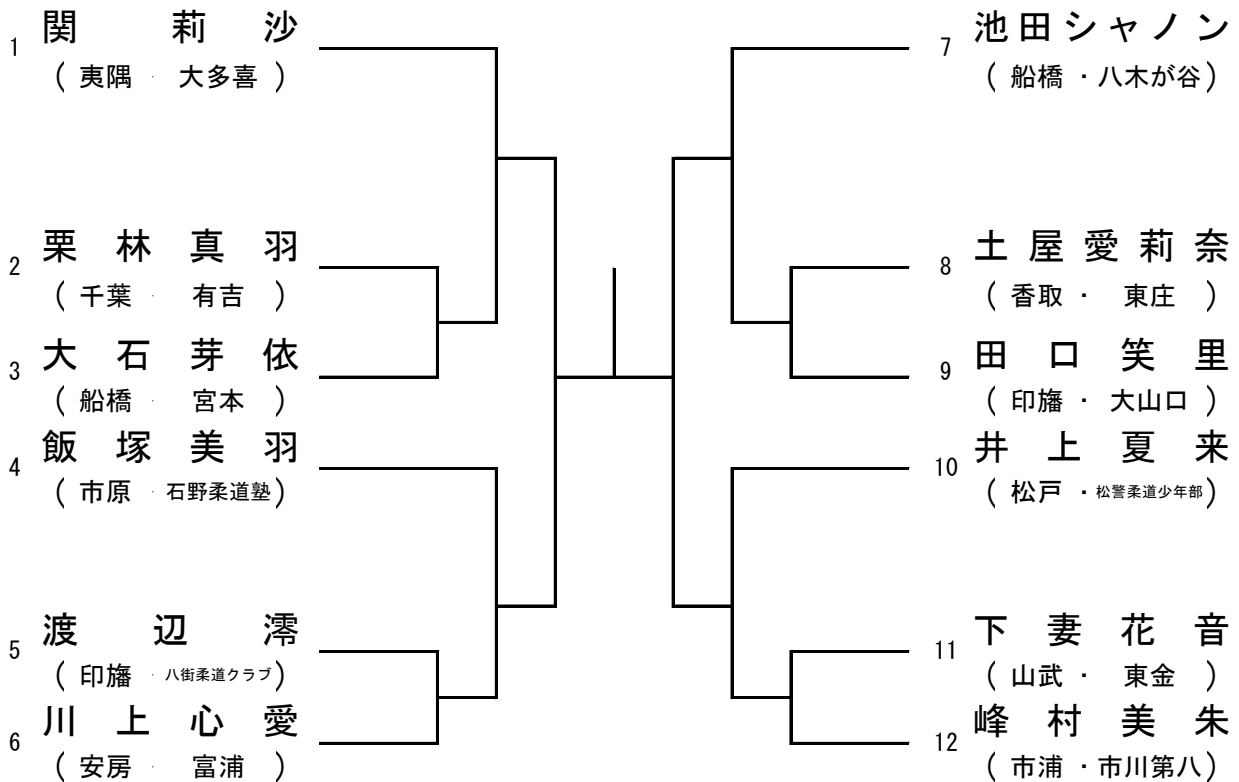 1 関莉沙
(夷隅・大多喜)
2 栗林真羽
(千葉・有吉)
3 大石芽依
(船橋・宮本)
4 飯塚美羽
(市原・石野柔道塾)
5 渡辺澪
(印旛・八街柔道クラブ)
6 川上心愛
(安房・富浦)
7 池田シャノン
(船橋・八木が谷)
8 土屋愛莉奈
(香取・東庄)
9 田口笑里
(印旛・大山口)
10 井上夏来
(松戸・松警柔道少年部)
11 下妻花音
(山武・東金)
12 峰村美朱
(市浦・市川第八)